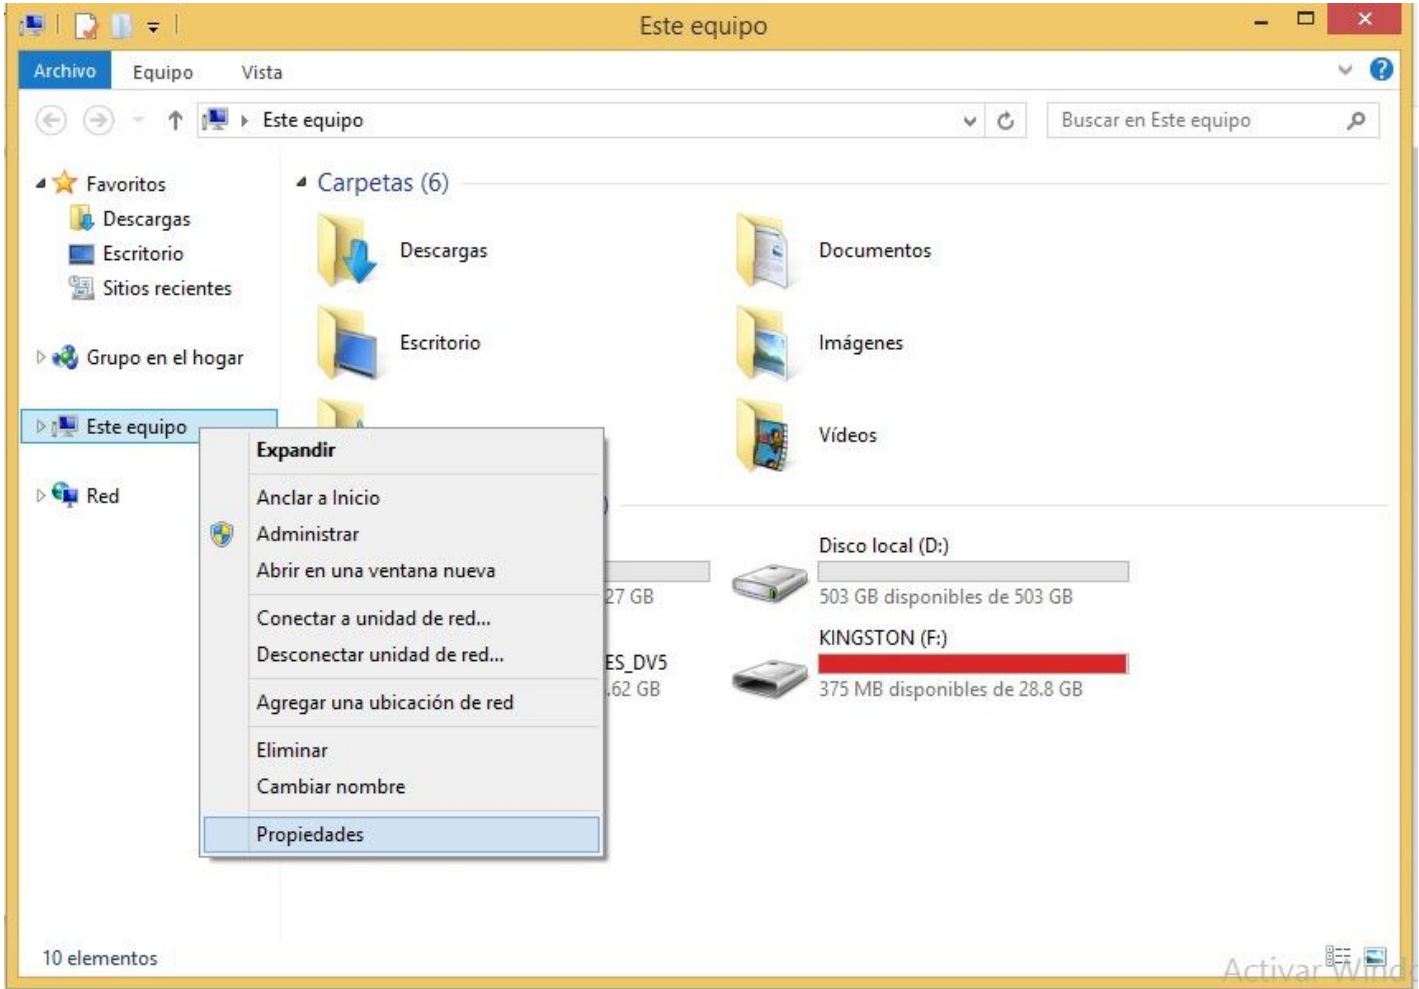 Este equipo
Archivo Equipo Vista
Este equipo
Buscar en Este equipo
Favoritos
Descargas
Escritorio
Sitios recientes
Grupo en el hogar
Este equipo
Red
Carpetas (6)
Descargas
Documentos
Escritorio
Imágenes
Vídeos
Expandir
Anclar a Inicio
Administrar
Abrir en una ventana nueva
Conectar a unidad de red...
Desconectar unidad de red...
Agregar una ubicación de red
Eliminar
Cambiar nombre
Propiedades
27 GB
Disco local (D:)
503 GB disponibles de 503 GB
ES_DV5
.62 GB
KINGSTON (F:)
375 MB disponibles de 28.8 GB
10 elementos
Activar